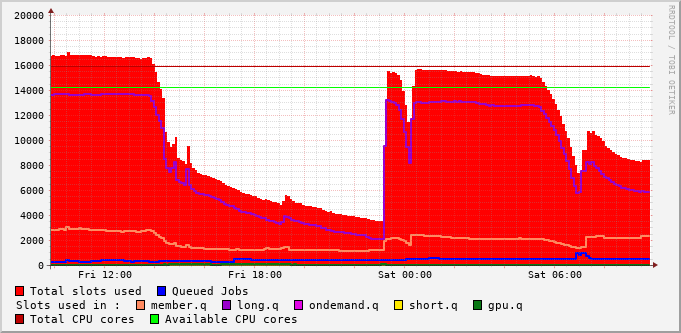 20000
18000
16000
14000
12000
10000
8000
6000
4000
2000
0
Fri 12:00 Fri 18:00 Sat 00:00 Sat 06:00
RRDTOOL / TOBI OETIKER
Total slots used Queued Jobs
Slots used in : member.q long.q ondemand.q short.q gpu.q
Total CPU cores Available CPU cores